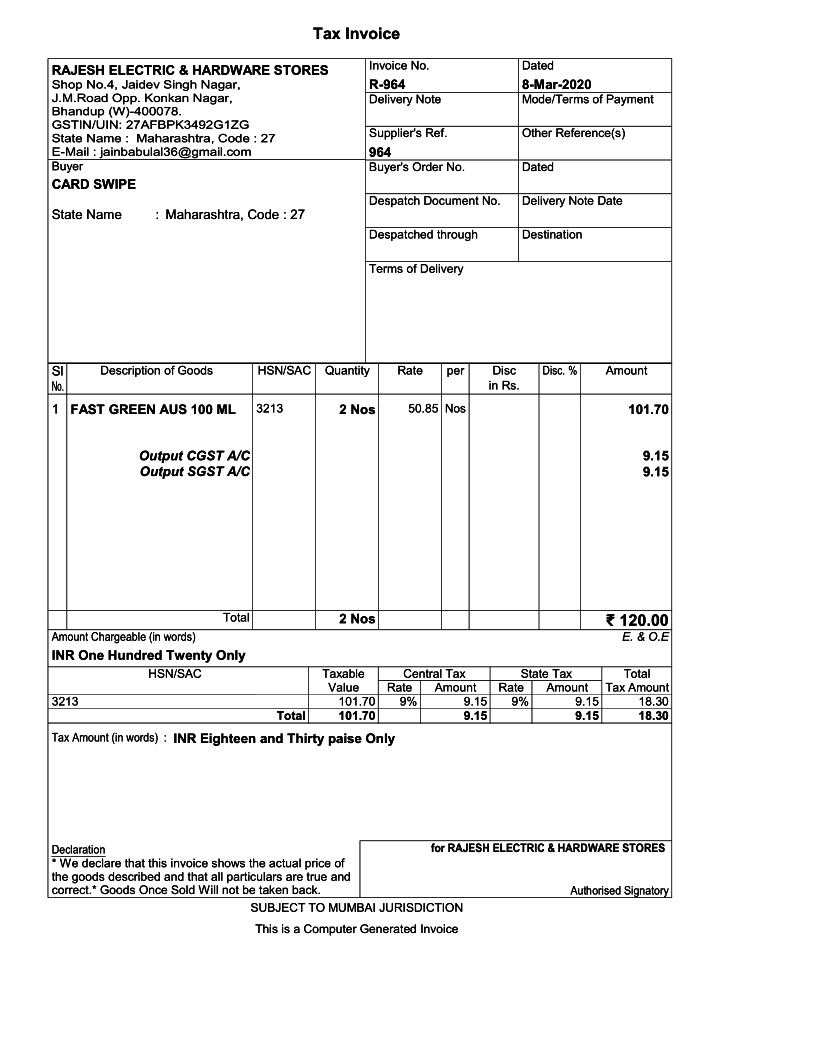 Tax Invoice
RAJESH ELECTRIC & HARDWARE STORES
Shop No.4, Jaidev Singh Nagar,
J.M.Road Opp. Konkan Nagar,
Bhandup (W)-400078.
GSTIN/UIN: 27AFBPK3492G1ZG
State Name : Maharashtra, Code : 27
E-Mail : jainbabulal36@gmail.com
Invoice No. Dated
R-964 8-Mar-2020
Delivery Note Mode/Terms of Payment
Supplier's Ref. Other Reference(s)
964
Buyer
CARD SWIPE
State Name : Maharashtra, Code : 27
Buyer's Order No. Dated
Despatch Document No. Delivery Note Date
Despatched through Destination
Terms of Delivery
Sl Description of Goods HSN/SAC Quantity Rate per Disc Disc. % Amount
No. in Rs.
1 FAST GREEN AUS 100 ML 3213 2 Nos 50.85 Nos 101.70
Output CGST A/C 9.15
Output SGST A/C 9.15
Total 2 Nos ₹ 120.00
Amount Chargeable (in words) E. & O.E
INR One Hundred Twenty Only
HSN/SAC Taxable Central Tax State Tax Total
Value Rate Amount Rate Amount Tax Amount
3213 101.70 9% 9.15 9% 9.15 18.30
Total 101.70 9.15 9.15 18.30
Tax Amount (in words) : INR Eighteen and Thirty paise Only
Declaration
* We declare that this invoice shows the actual price of
the goods described and that all particulars are true and
correct.* Goods Once Sold Will not be taken back.
for RAJESH ELECTRIC & HARDWARE STORES
Authorised Signatory
SUBJECT TO MUMBAI JURISDICTION
This is a Computer Generated Invoice